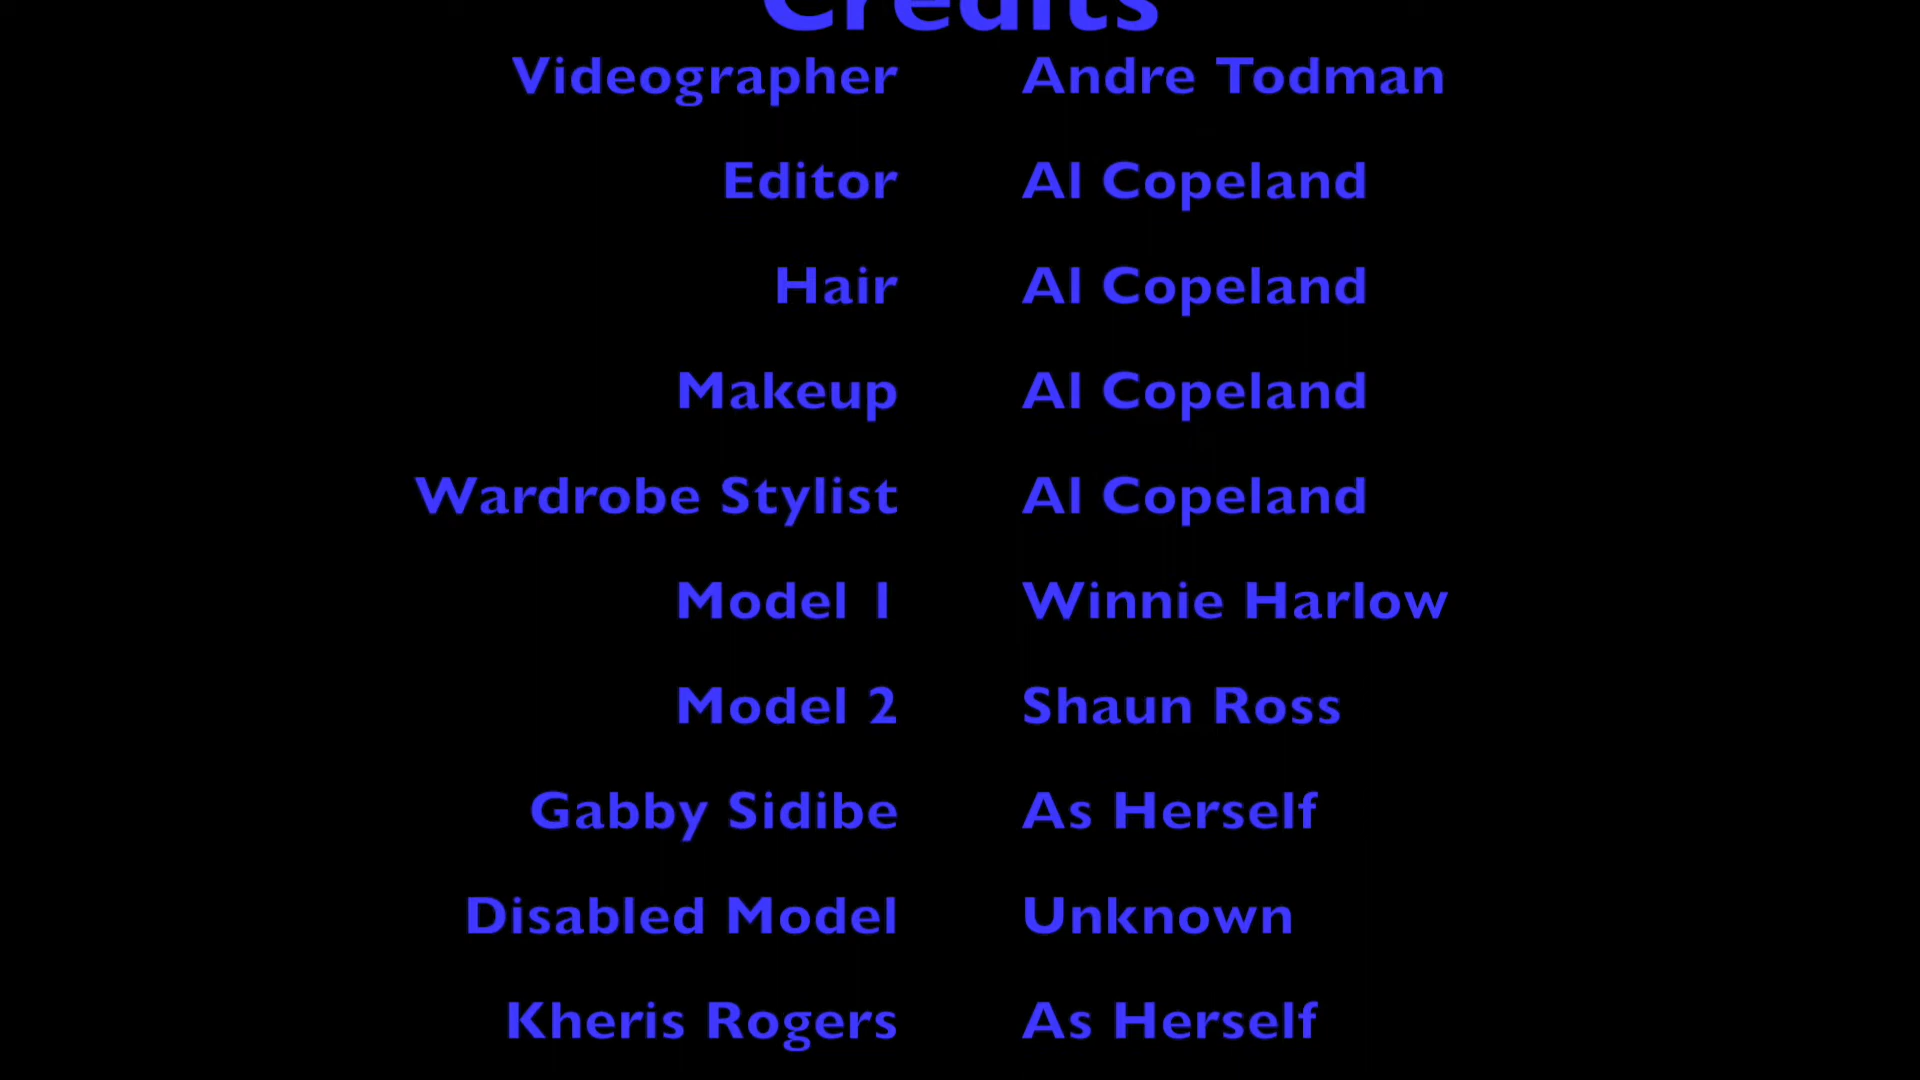 Credits
Videographer Andre Todman
Editor Al Copeland
Hair Al Copeland
Makeup Al Copeland
Wardrobe Stylist Al Copeland
Model 1 Winnie Harlow
Model 2 Shaun Ross
Gabby Sidibe As Herself
Disabled Model Unknown
Kheris Rogers As Herself